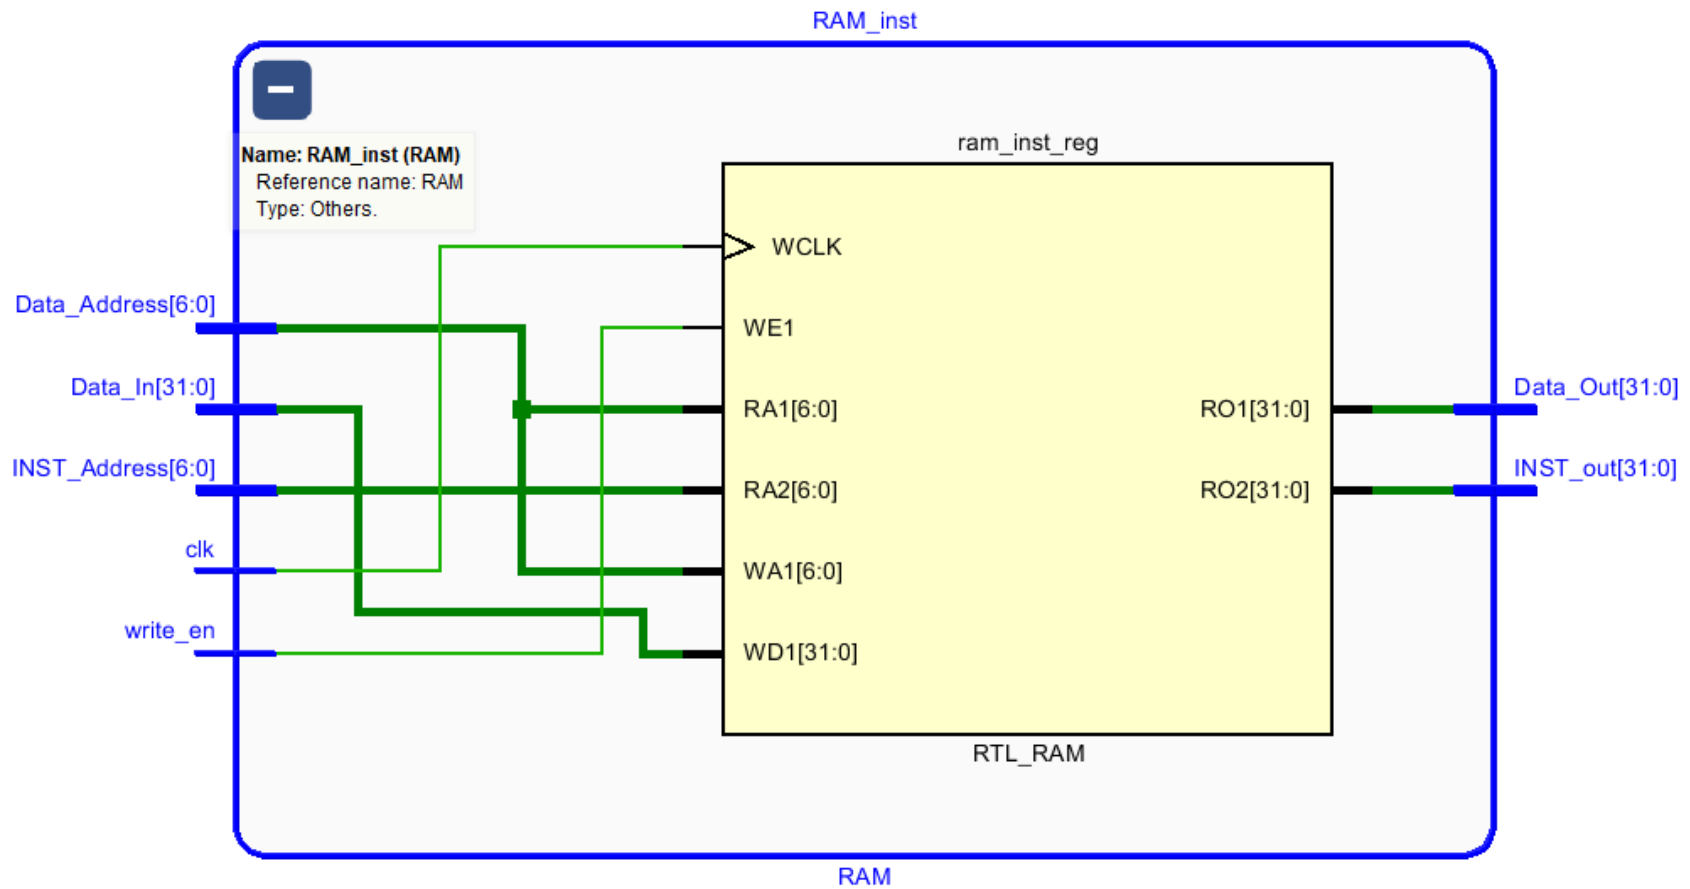 RAM_inst
Name: RAM_inst (RAM)
Reference name: RAM
Type: Others.
ram_inst_reg
WCLK
Data_Address[6:0]
WE1
Data_In[31:0]
RA1[6:0]
RO1[31:0]
Data_Out[31:0]
INST_Address[6:0]
RA2[6:0]
RO2[31:0]
INST_out[31:0]
clk
WA1[6:0]
write_en
WD1[31:0]
RTL_RAM
RAM